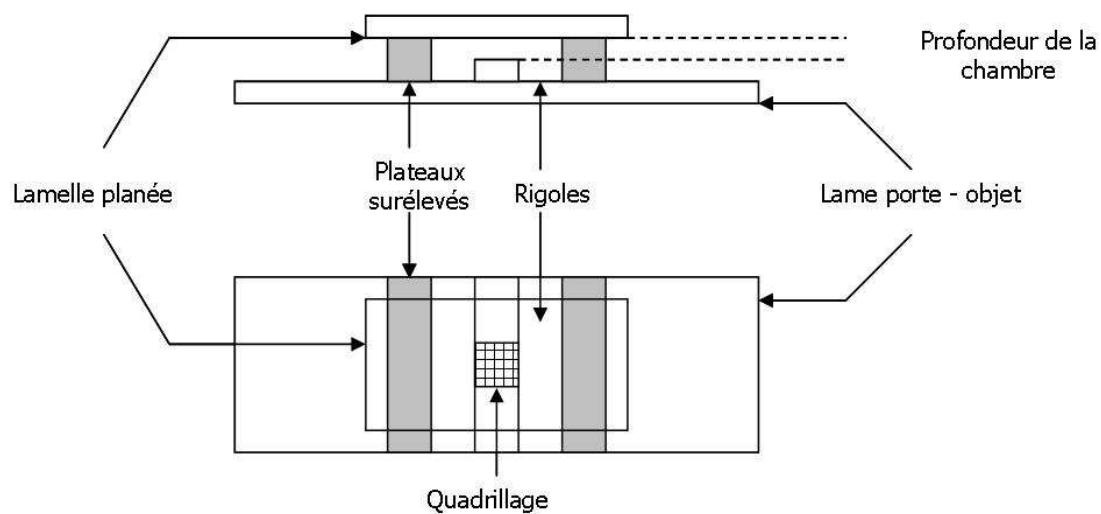 Profondeur de la
chambre
Lamelle planée
Plateaux
surélevés
Rigoles
Lame porte - objet
Quadrillage